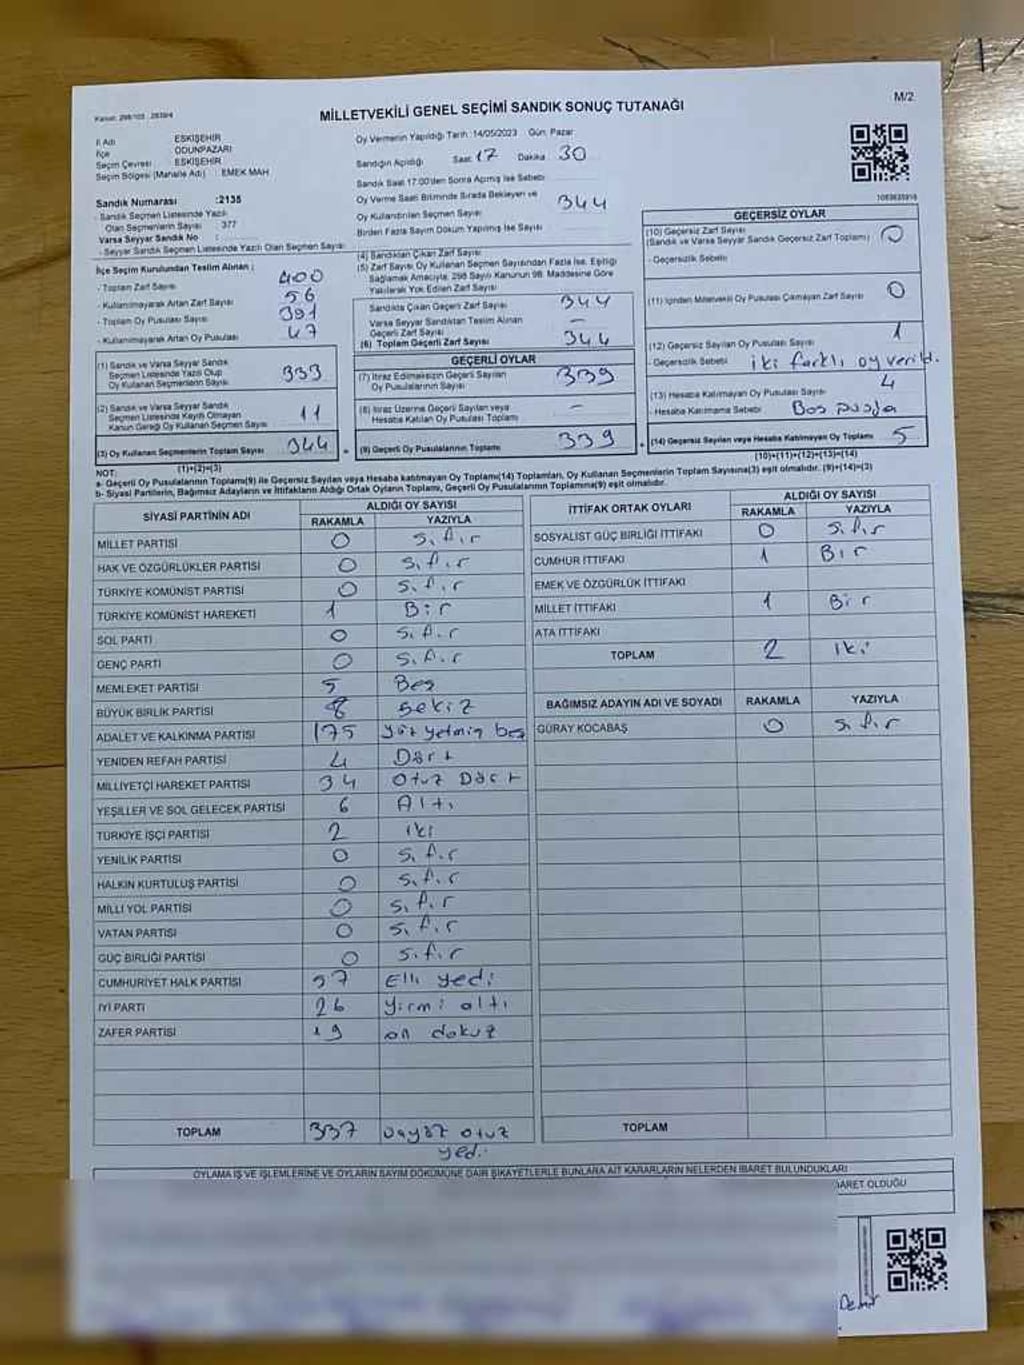 M/2
Kanun: 298/105 - 2839/4
MİLLETVEKİLİ GENEL SEÇİMİ SANDIK SONUÇ TUTANAĞI
İl Adı ESKİŞEHİR
İlçe ODUNPAZARI
Seçim Çevresi ESKİŞEHİR
Seçim Bölgesi (Mahalle Adı) : EMEK MAH
Oy Vermenin Yapıldığı Tarih :14/05/2023 Gün: Pazar
Sandığın Açıldığı Saat 17 Dakika 30
Sandık Saat 17:00'den Sonra Açılmış İse Sebebi
Sandık Numarası :2135
- Sandık Seçmen Listesinde Yazılı
Olan Seçmenlerin Sayısı : 377
Varsa Seyyar Sandık No :
- Seyyar Sandık Seçmen Listesinde Yazılı Olan Seçmen Sayısı
Oy Verme Saati Bitiminde Sırada Bekleyen ve
Oy Kullandırılan Seçmen Sayısı 344
Birden Fazla Sayım Döküm Yapılmış İse Sayısı
İlçe Seçim Kurulundan Teslim Alınan ;
- Toplam Zarf Sayısı 400
- Kullanılmayarak Artan Zarf Sayısı 56
- Toplam Oy Pusulası Sayısı 391
- Kullanılmayarak Artan Oy Pusulası 47
(1) Sandık ve Varsa Seyyar Sandık
Seçmen Listesinde Yazılı Olup
Oy Kullanan Seçmenlerin Sayısı 333
(2) Sandık ve Varsa Seyyar Sandık
Seçmen Listesinde Kaydı Olmayan
Kanun Gereği Oy Kullanan Seçmen Sayısı 11
(3) Oy Kullanan Seçmenlerin Toplam Sayısı 344
(1)+(2)=(3)
(4) Sandıktan Çıkan Zarf Sayısı
(5) Zarf Sayısı Oy Kullanan Seçmen Sayısından Fazla İse, Eşitliği
Sağlamak Amacıyla, 298 Sayılı Kanunun 98. Maddesine Göre
Yakılarak Yok Edilen Zarf Sayısı
Sandıkta Çıkan Geçerli Zarf Sayısı 344
Varsa Seyyar Sandıktan Teslim Alınan
Geçerli Zarf Sayısı -
(6) Toplam Geçerli Zarf Sayısı 344
GEÇERLİ OYLAR
(7) İtiraz Edilmeksizin Geçerli Sayılan
Oy Pusulalarının Sayısı 339
(8) İtiraz Üzerine Geçerli Sayılan veya
Hesaba Katılan Oy Pusulası Toplamı -
(9) Geçerli Oy Pusulalarının Toplamı 339
GEÇERSİZ OYLAR
(10) Geçersiz Zarf Sayısı
(Sandık ve Varsa Seyyar Sandık Geçersiz Zarf Toplamı) 0
- Geçersizlik Sebebi
(11) İçinden Milletvekili Oy Pusulası Çıkmayan Zarf Sayısı 0
(12) Geçersiz Sayılan Oy Pusulası Sayısı 1
- Geçersizlik Sebebi iki farklı oy verildi.
(13) Hesaba Katılmayan Oy Pusulası Sayısı 4
- Hesaba Katılmama Sebebi Boş pusula
(14) Geçersiz Sayılan veya Hesaba Katılmayan Oy Toplamı 5
(10)+(11)+(12)+(13)=(14)
NOT:
a- Geçerli Oy Pusulalarının Toplamı(9) ile Geçersiz Sayılan veya Hesaba katılmayan Oy Toplamı(14) Toplamları, Oy Kullanan Seçmenlerin Toplam Sayısına(3) eşit olmalıdır. (9)+(14)=(3)
b- Siyasi Partilerin, Bağımsız Adayların ve İttifakların Aldığı Ortak Oyların Toplamı, Geçerli Oy Pusulalarının Toplamına(9) eşit olmalıdır.
SİYASİ PARTİNİN ADI ALDIĞI OY SAYISI
RAKAMLA YAZIYLA
MİLLET PARTİSİ 0 Sıfır
HAK VE ÖZGÜRLÜKLER PARTİSİ 0 Sıfır
TÜRKİYE KOMÜNİST PARTİSİ 0 Sıfır
TÜRKİYE KOMÜNİST HAREKETİ 1 Bir
SOL PARTİ 0 Sıfır
GENÇ PARTİ 0 Sıfır
MEMLEKET PARTİSİ 5 Beş
BÜYÜK BİRLİK PARTİSİ 8 Sekiz
ADALET VE KALKINMA PARTİSİ 175 Yüz yetmiş beş
YENİDEN REFAH PARTİSİ 4 Dört
MİLLİYETÇİ HAREKET PARTİSİ 34 Otuz Dört
YEŞİLLER VE SOL GELECEK PARTİSİ 6 Altı
TÜRKİYE İŞÇİ PARTİSİ 2 iki
YENİLİK PARTİSİ 0 Sıfır
HALKIN KURTULUŞ PARTİSİ 0 Sıfır
MİLLİ YOL PARTİSİ 0 Sıfır
VATAN PARTİSİ 0 Sıfır
GÜÇ BİRLİĞİ PARTİSİ 0 Sıfır
CUMHURİYET HALK PARTİSİ 57 Elli yedi
İYİ PARTİ 26 Yirmi altı
ZAFER PARTİSİ 19 on dokuz
TOPLAM 337 üçyüz otuz
yedi
İTTİFAK ORTAK OYLARI ALDIĞI OY SAYISI
RAKAMLA YAZIYLA
SOSYALİST GÜÇ BİRLİĞİ İTTİFAKI 0 Sıfır
CUMHUR İTTİFAKI 1 Bir
EMEK VE ÖZGÜRLÜK İTTİFAKI
MİLLET İTTİFAKI 1 Bir
ATA İTTİFAKI
TOPLAM 2 iki
BAĞIMSIZ ADAYIN ADI VE SOYADI RAKAMLA YAZIYLA
GÜRAY KOCABAŞ 0 Sıfır
TOPLAM
OYLAMA İŞ VE İŞLEMLERİNE VE OYLARIN SAYIM DÖKÜMÜNE DAİR ŞİKAYETLERLE BUNLARA AİT KARARLARIN NELERDEN İBARET BULUNDUKLARI
BARET OLDUĞU
Demir